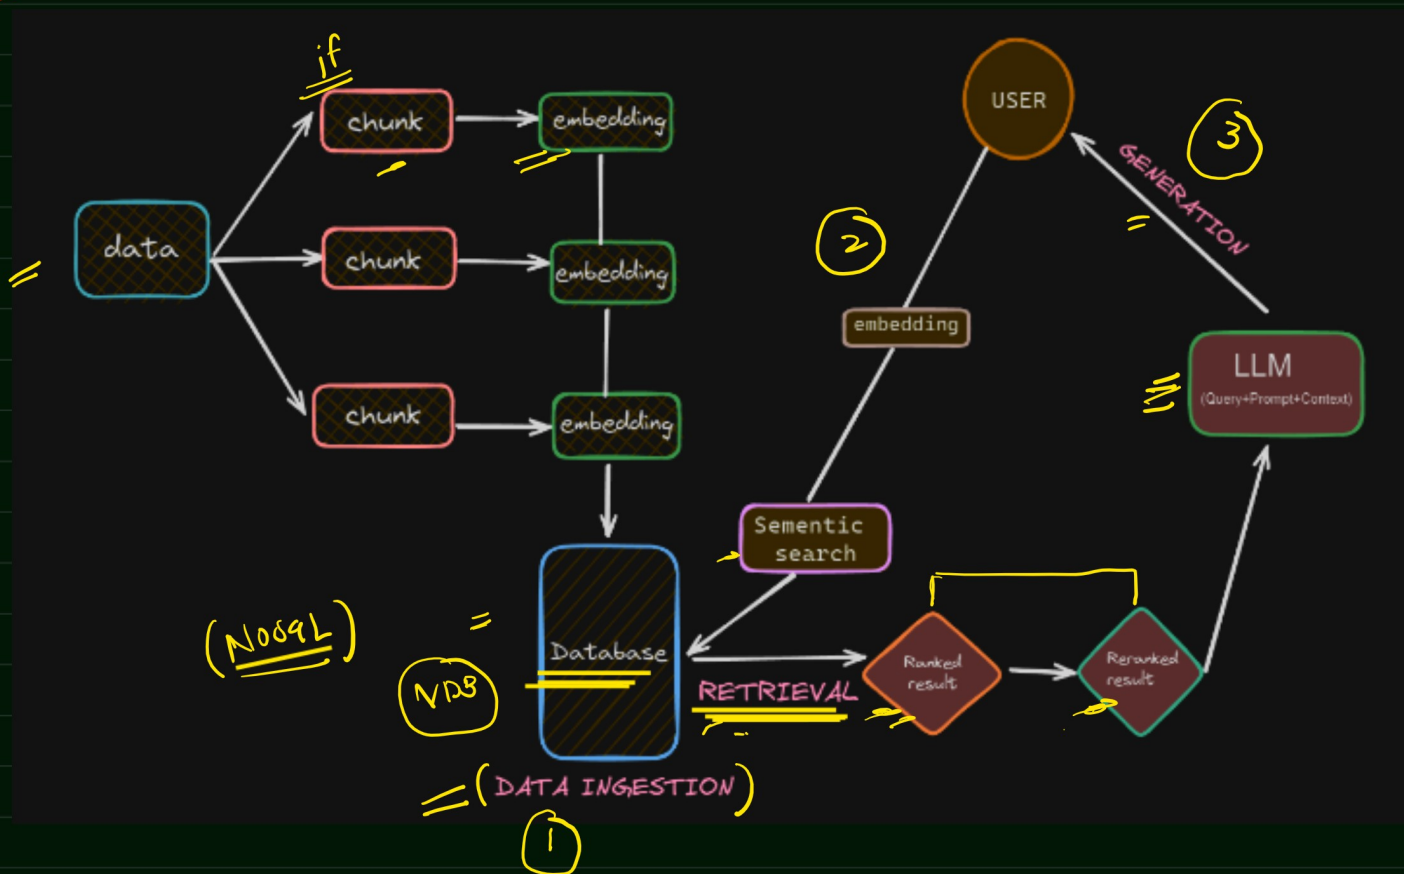 if
chunk
embedding
data
chunk
embedding
chunk
embedding
USER
3
GENERATION
2
embedding
LLM
(Query+Prompt+Context)
Sementic
search
(NosqL)
VDB
Database
RETRIEVAL
Ranked
result
Reranked
result
(DATA INGESTION)
1